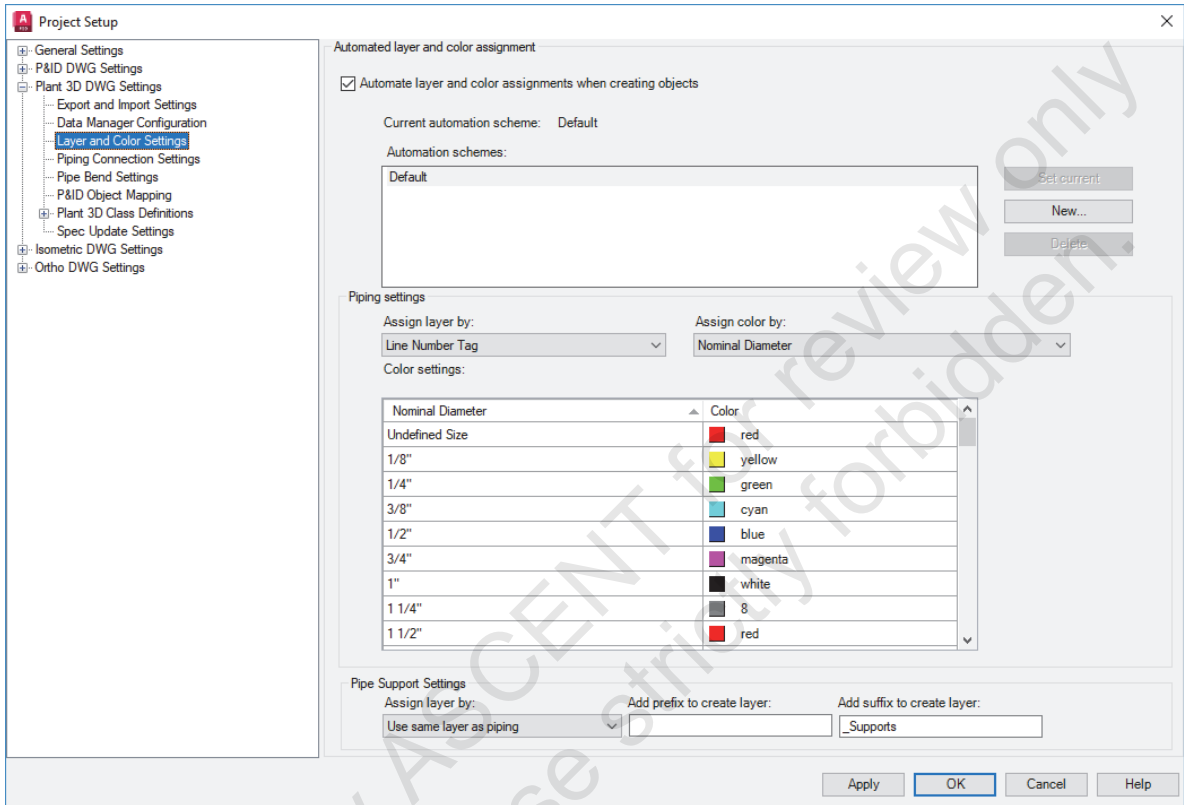 Project Setup
General Settings
P&ID DWG Settings
Plant 3D DWG Settings
Export and Import Settings
Data Manager Configuration
Layer and Color Settings
Piping Connection Settings
Pipe Bend Settings
P&ID Object Mapping
Plant 3D Class Definitions
Spec Update Settings
Isometric DWG Settings
Ortho DWG Settings
Automated layer and color assignment
Automate layer and color assignments when creating objects
Current automation scheme: Default
Automation schemes:
Default
Set current
New...
Delete
Piping settings
Assign layer by: Assign color by:
Line Number Tag Nominal Diameter
Color settings:
Nominal Diameter Color
Undefined Size red
1/8" yellow
1/4" green
3/8" cyan
1/2" blue
3/4" magenta
1" white
1 1/4" 8
1 1/2" red
Pipe Support Settings
Assign layer by: Add prefix to create layer: Add suffix to create layer:
Use same layer as piping _Supports
Apply OK Cancel Help
ASCENT for review only
strictly forbidden.